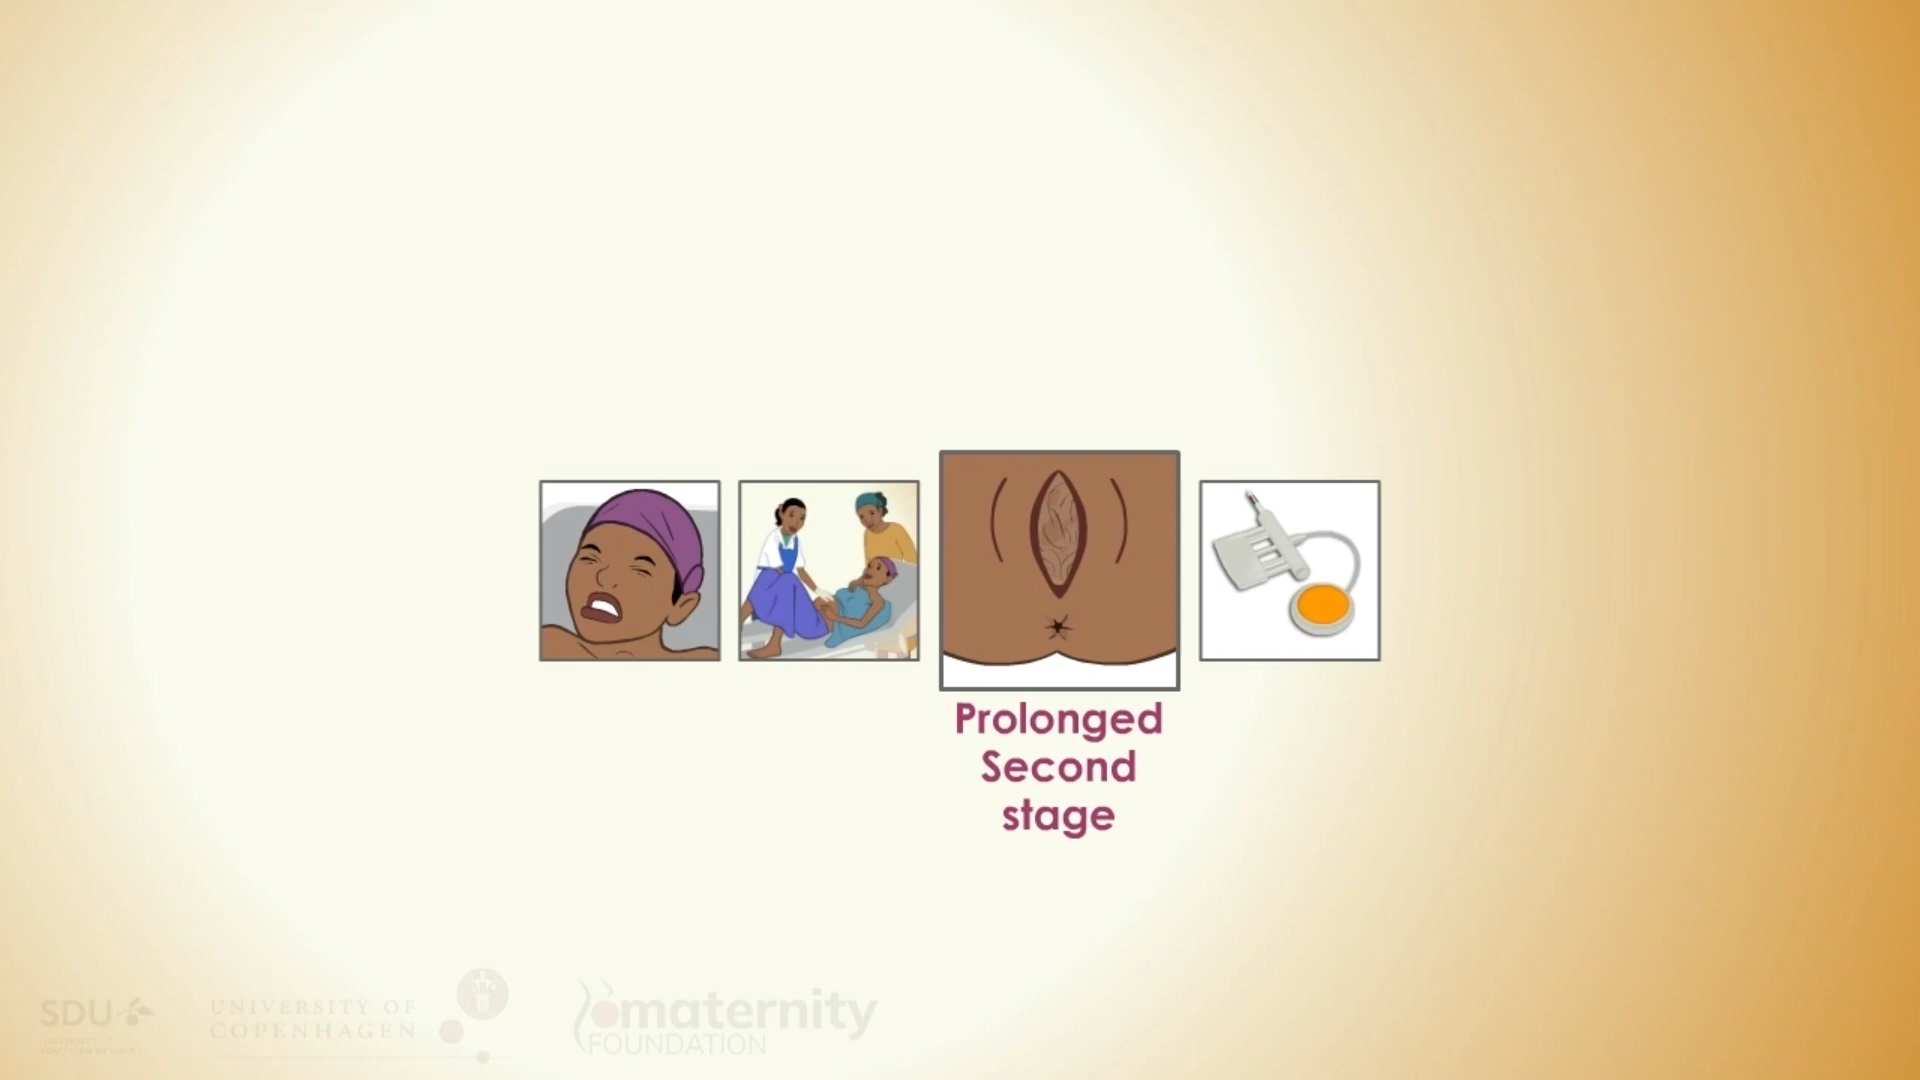 Prolonged
Second
stage
SDU
UNIVERSITY OF
COPENHAGEN
maternity
FOUNDATION